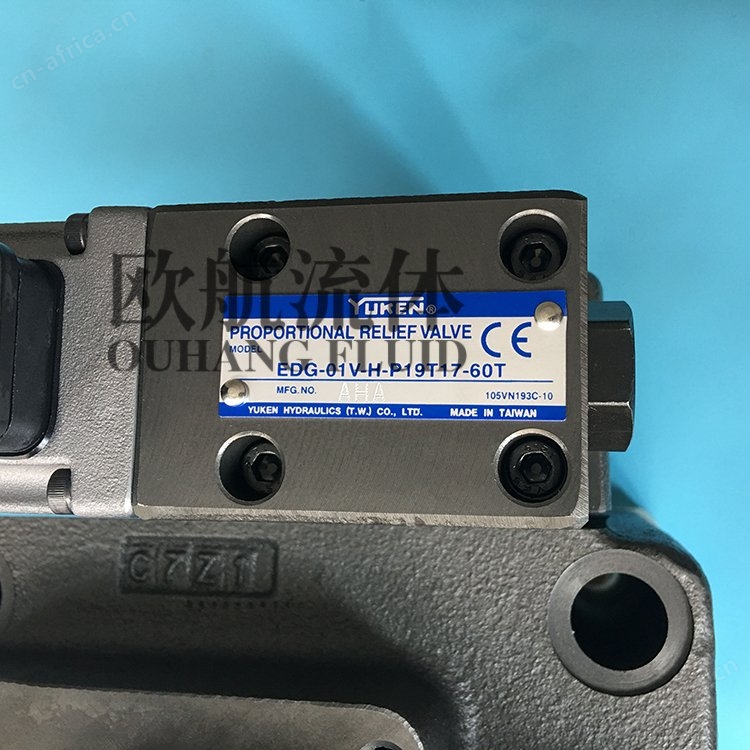 cn-africa.cn
欧航流体
OUHANG FLUID
YUKEN®
PROPORTIONAL RELIEF VALVE CE
MODEL EDG-01V-H-P19T17-60T
MFG.NO. AHA 105VN193C-10
YUKEN HYDRAULICS (T.W.) CO., LTD. MADE IN TAIWAN
C7Z1